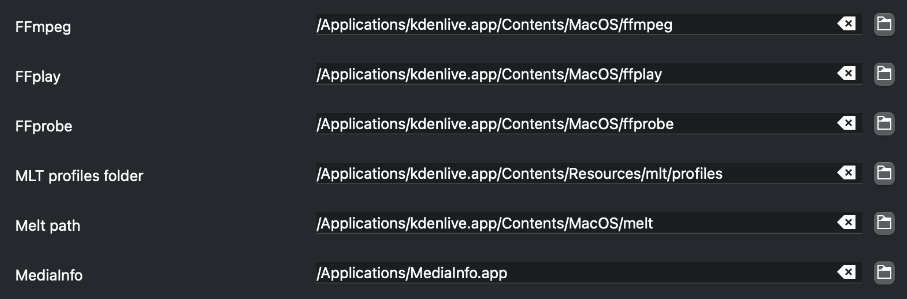 FFmpeg /Applications/kdenlive.app/Contents/MacOS/ffmpeg
FFplay /Applications/kdenlive.app/Contents/MacOS/ffplay
FFprobe /Applications/kdenlive.app/Contents/MacOS/ffprobe
MLT profiles folder /Applications/kdenlive.app/Contents/Resources/mlt/profiles
Melt path /Applications/kdenlive.app/Contents/MacOS/melt
MediaInfo /Applications/MediaInfo.app